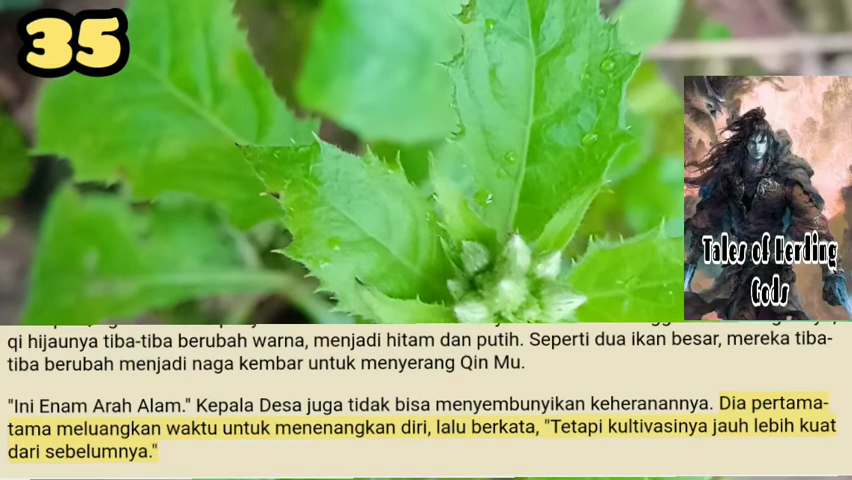 35
Tales of Herding
Gods
qi hijaunya tiba-tiba berubah warna, menjadi hitam dan putih. Seperti dua ikan besar, mereka tiba-
tiba berubah menjadi naga kembar untuk menyerang Qin Mu.
"Ini Enam Arah Alam." Kepala Desa juga tidak bisa menyembunyikan keheranannya. Dia pertama-
tama meluangkan waktu untuk menenangkan diri, lalu berkata, "Tetapi kultivasinya jauh lebih kuat
dari sebelumnya."